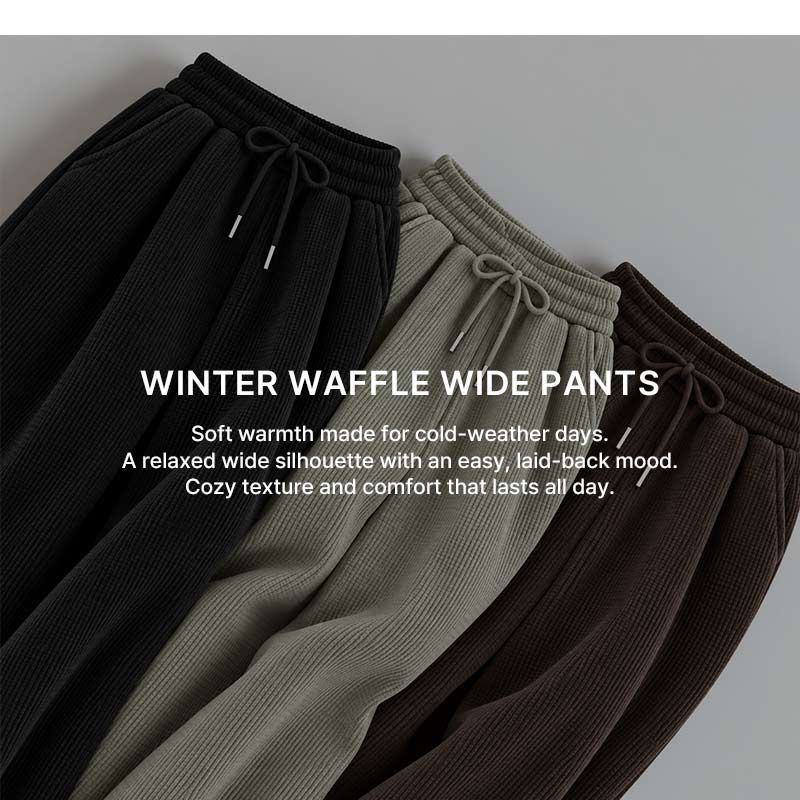 WINTER WAFFLE WIDE PANTS
Soft warmth made for cold-weather days.
A relaxed wide silhouette with an easy, laid-back mood.
Cozy texture and comfort that lasts all day.